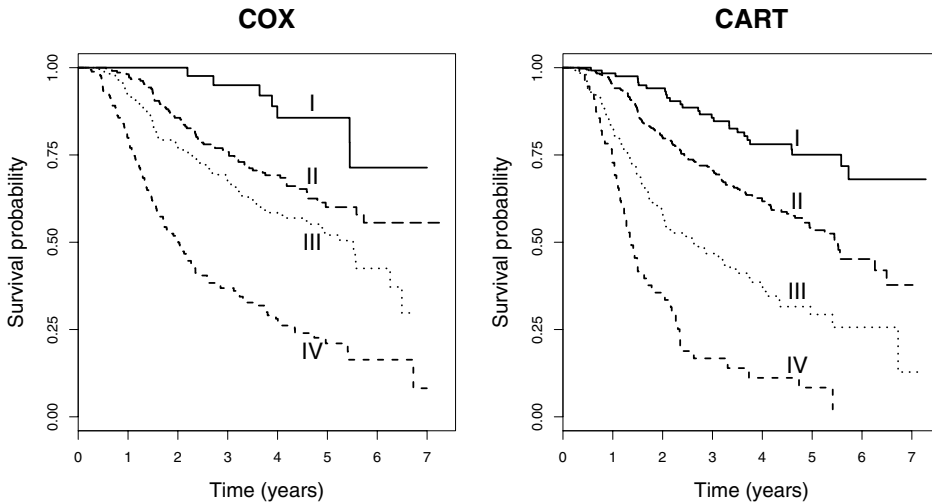 COX
Survival probability
1.00
0.75
0.50
0.25
0.00
I
II
III
IV
0 1 2 3 4 5 6 7
Time (years)
CART
Survival probability
1.00
0.75
0.50
0.25
0.00
I
II
III
IV
0 1 2 3 4 5 6 7
Time (years)